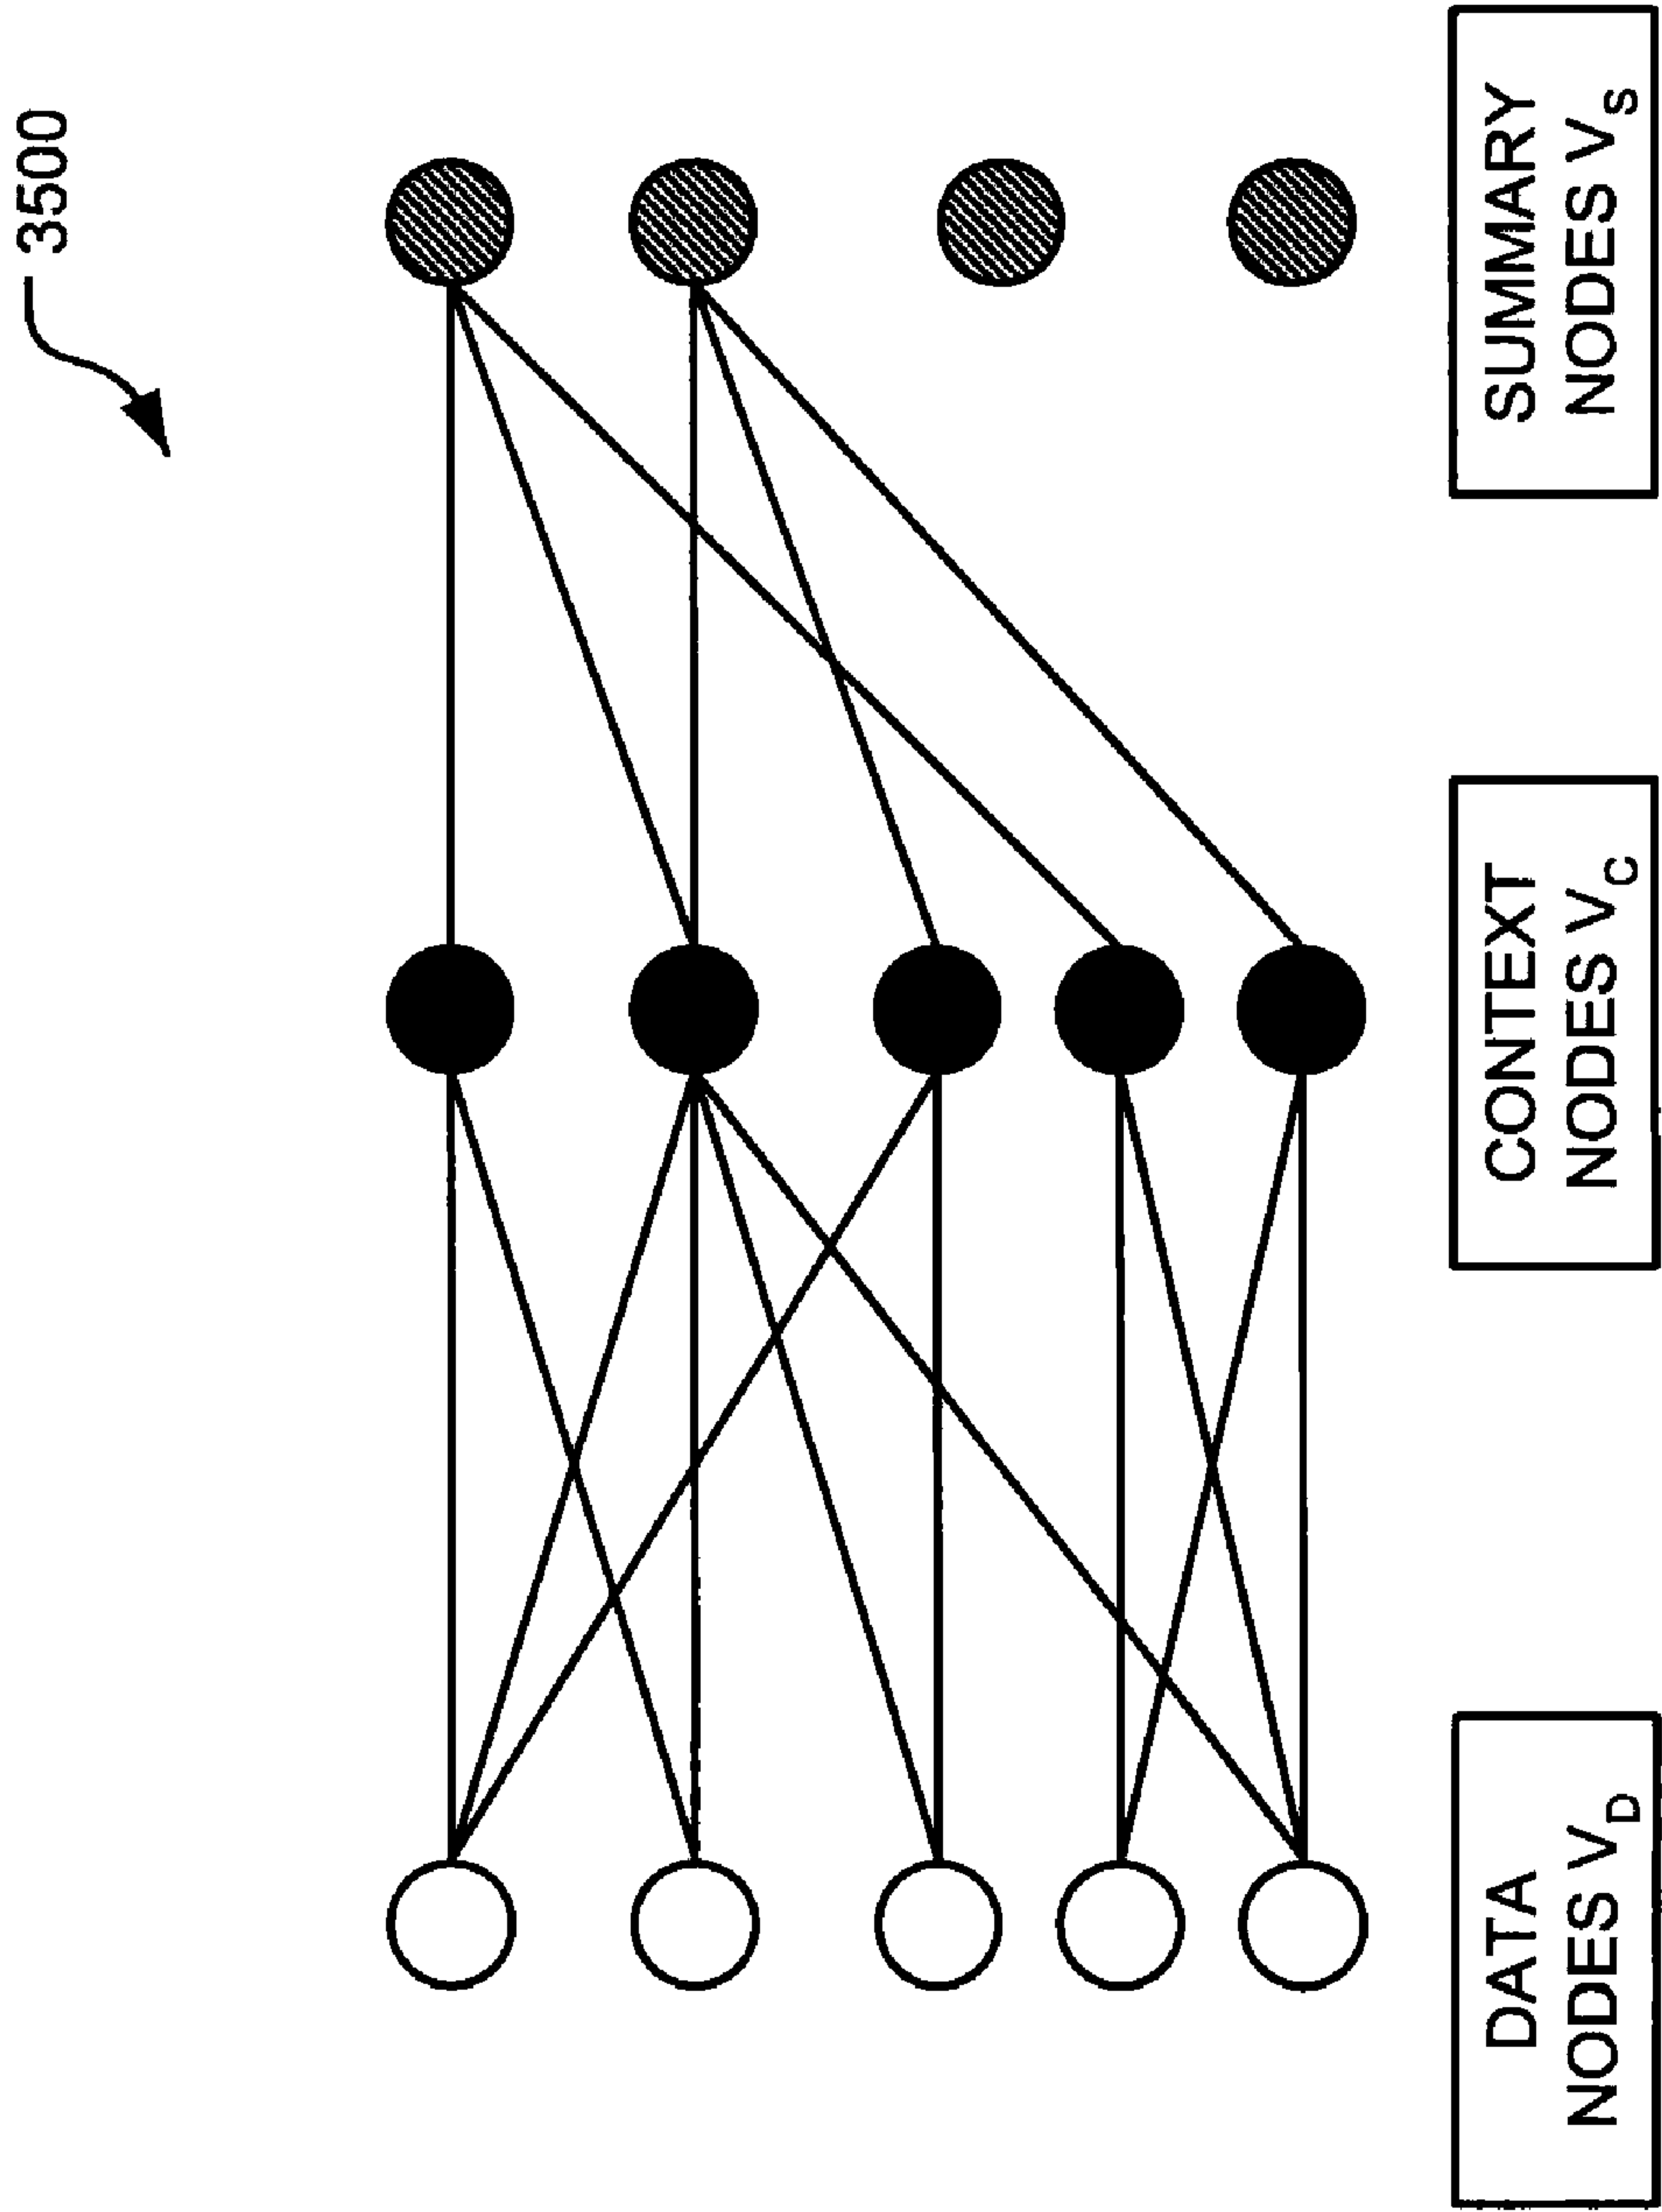 3500
DATA
NODES V_D
CONTEXT
NODES V_C
SUMMARY
NODES V_S